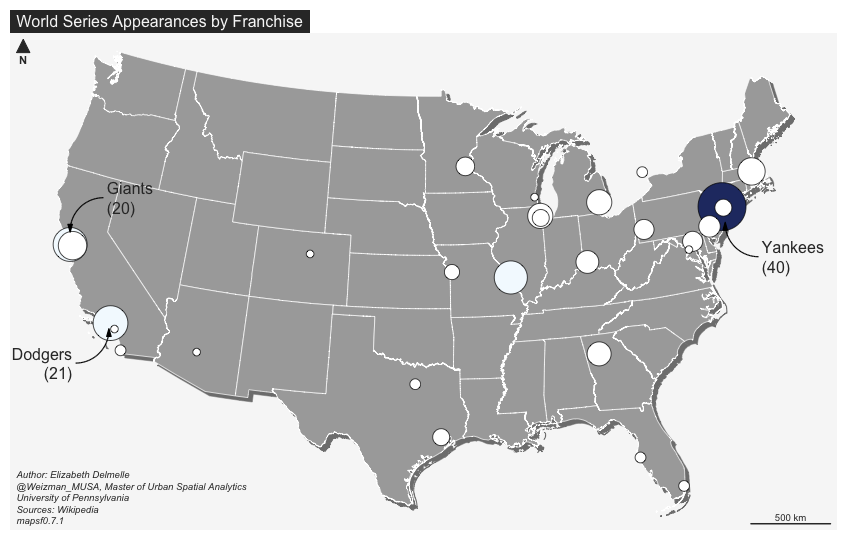 World Series Appearances by Franchise
N
Giants
(20)
Yankees
(40)
Dodgers
(21)
Author: Elizabeth Delmelle
@Weizman_MUSA, Master of Urban Spatial Analytics
University of Pennsylvania
Sources: Wikipedia
mapsf0.7.1
500 km